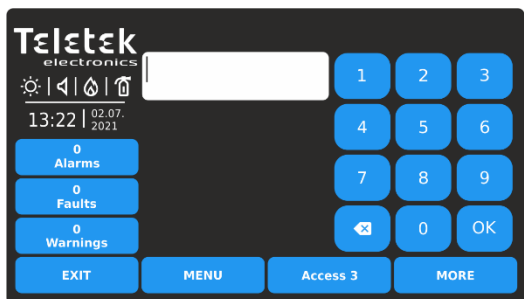 Teletek
electronics
13:22 02.07.
2021
0
Alarms
0
Faults
0
Warnings
1 2 3
4 5 6
7 8 9
0 OK
EXIT MENU Access 3 MORE